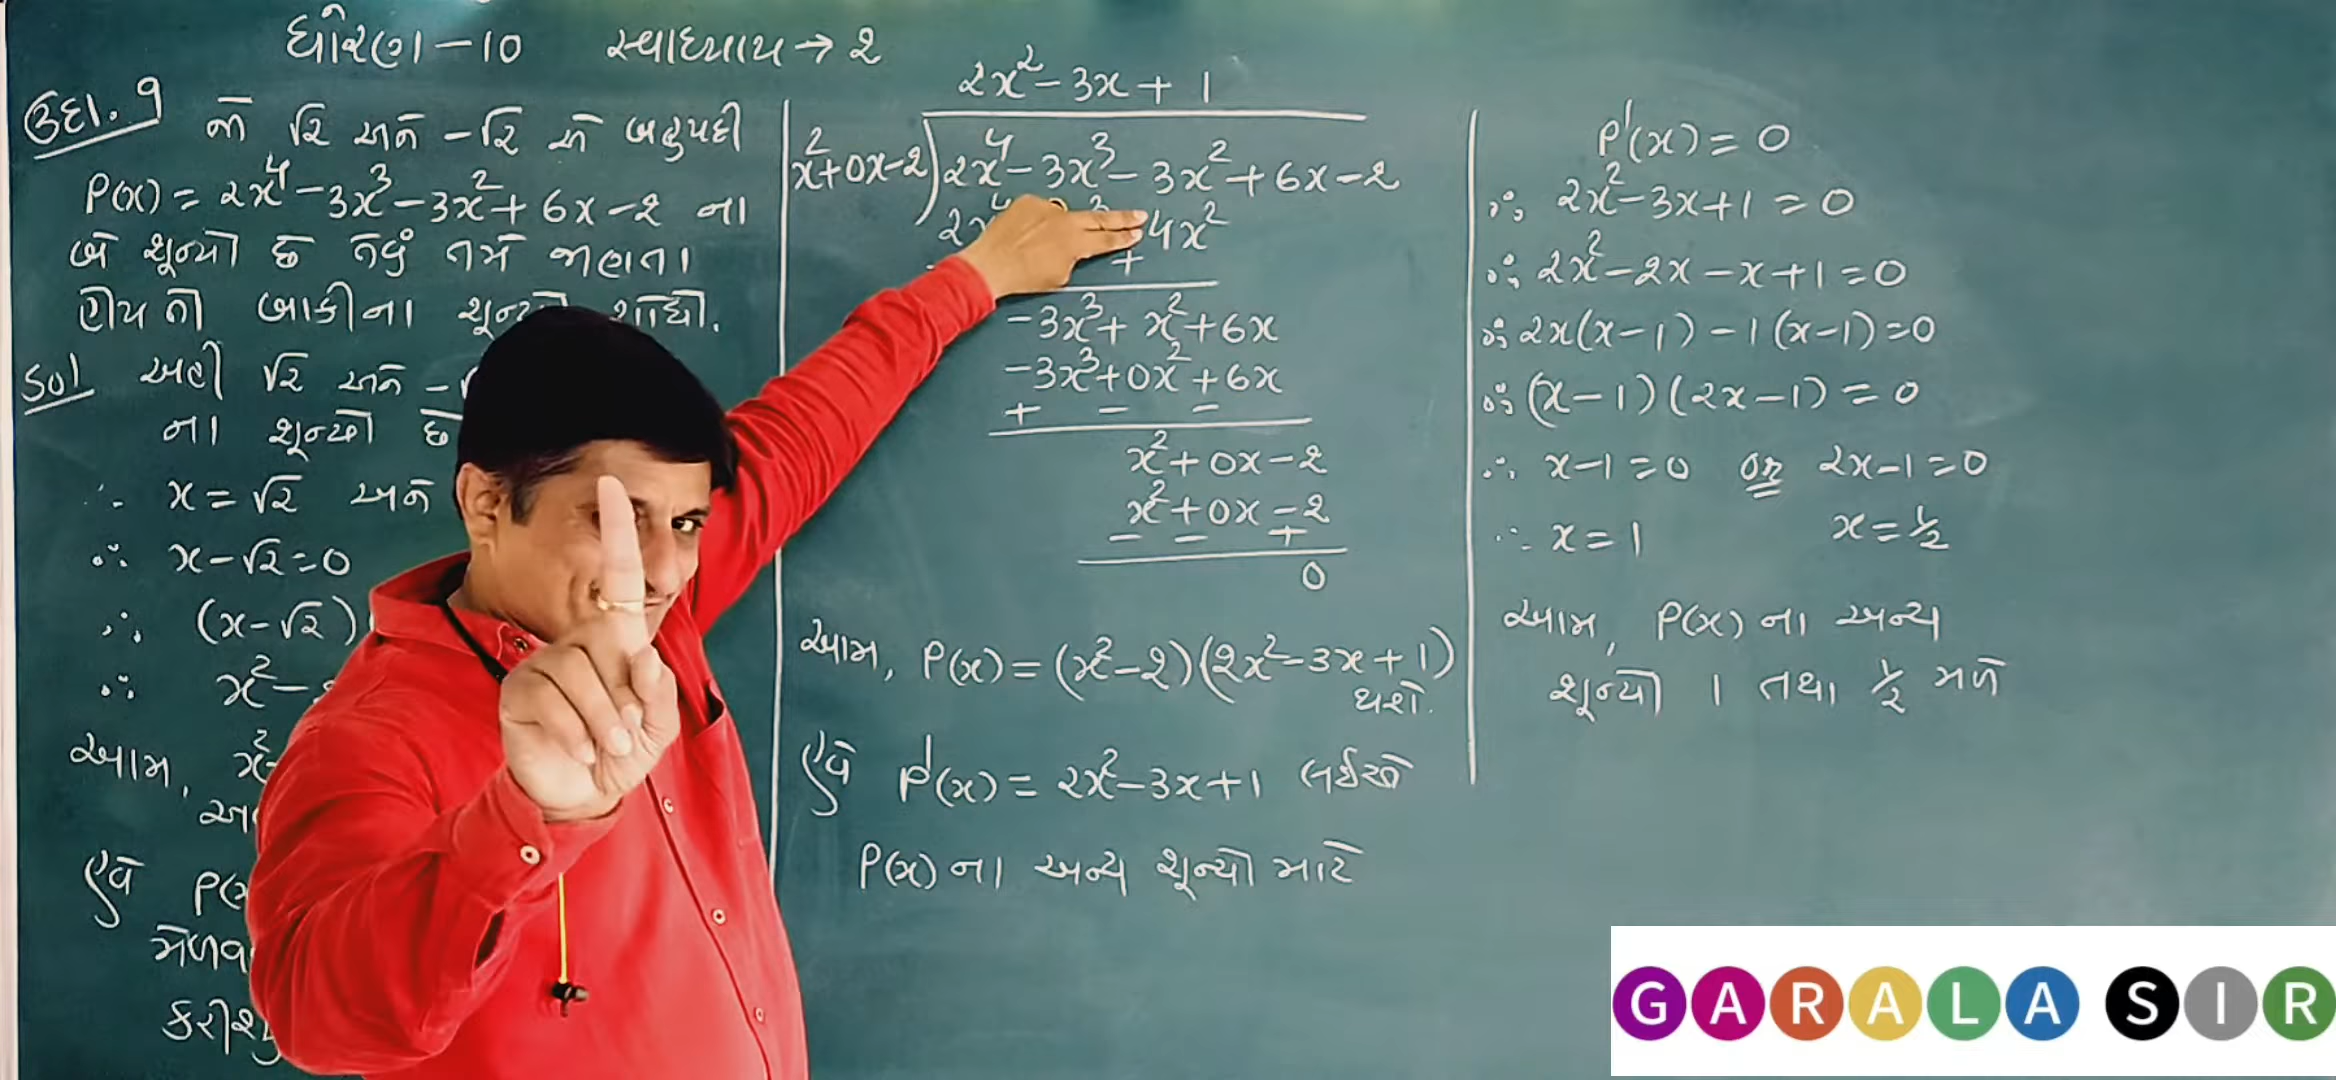 ધોરણ-10 સ્વાધ્યાય → 2
ઉદા. 9 જો √2 અને -√2 એ બહુપદી
P(x) = 2x⁴ - 3x³ - 3x² + 6x - 2 ના
બે શૂન્યો છે તેવું તમે જાણતા
હોય તો બાકીના શોધો.
Sol અહીં √2 અને
ના શૂન્યો છે
∴ x = √2 અને
∴ x - √2 = 0
∴ (x - √2)
∴ x² -
આમ, x²
હવે P(x
કરીશું
2x² - 3x + 1
x² + 0x - 2 ) 2x⁴ - 3x³ - 3x² + 6x - 2
4x²
+
-3x³ + x² + 6x
-3x³ + 0x² + 6x
+ - -
x² + 0x - 2
x² + 0x - 2
- - +
0
આમ, P(x) = (x² - 2)(2x² - 3x + 1)
થશે.
હવે P'(x) = 2x² - 3x + 1 લઈએ
P(x) ના અન્ય શૂન્યો માટે
P'(x) = 0
∴ 2x² - 3x + 1 = 0
∴ 2x² - 2x - x + 1 = 0
∴ 2x(x - 1) - 1(x - 1) = 0
∴ (x - 1)(2x - 1) = 0
∴ x - 1 = 0 or 2x - 1 = 0
∴ x = 1 x = 1/2
આમ, P(x) ના અન્ય
શૂન્યો 1 તથા 1/2 મળે
GARALA SIR